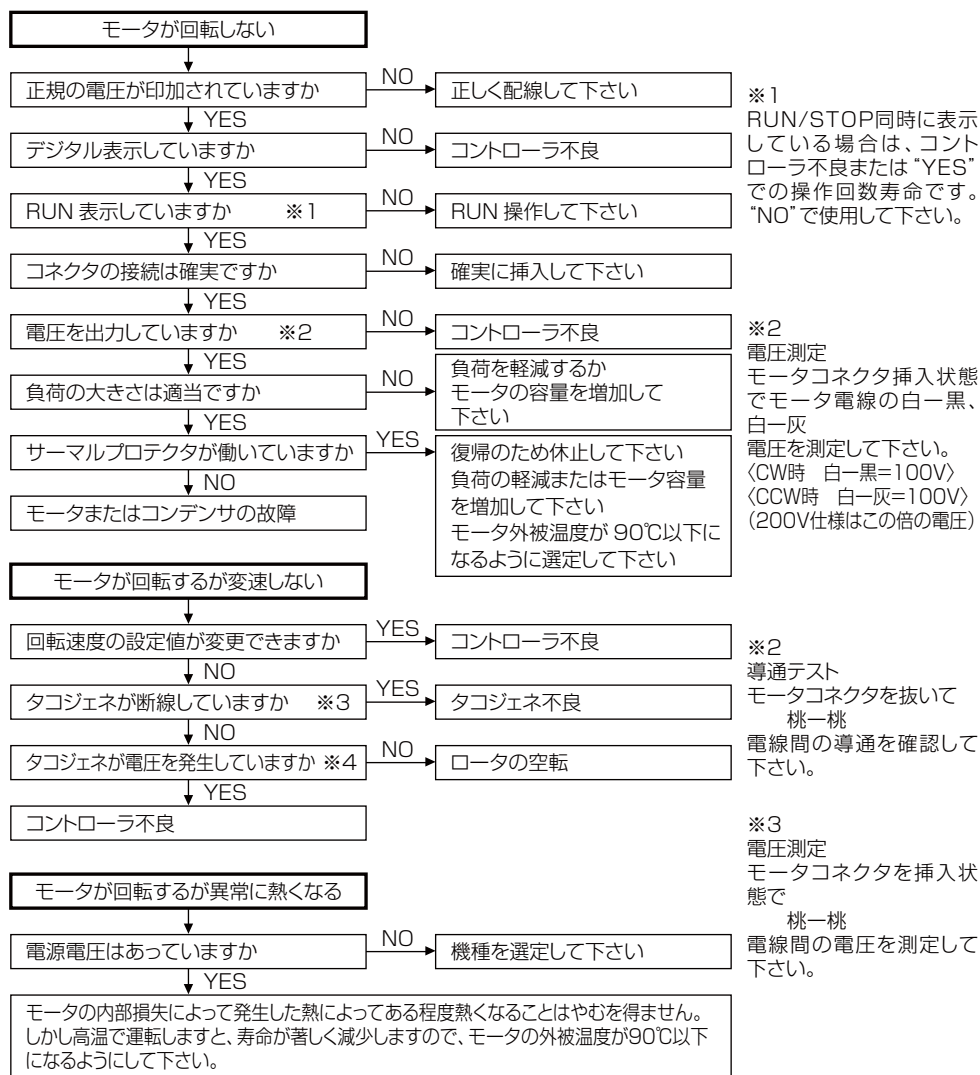 モータが回転しない
正規の電圧が印加されていますか
NO
正しく配線して下さい
YES
デジタル表示していますか
NO
コントローラ不良
YES
RUN 表示していますか ※1
NO
RUN 操作して下さい
YES
コネクタの接続は確実ですか
NO
確実に挿入して下さい
YES
電圧を出力していますか ※2
NO
コントローラ不良
YES
負荷の大きさは適当ですか
NO
負荷を軽減するか
モータの容量を増加して
下さい
YES
サーマルプロテクタが働いていますか
YES
復帰のため休止して下さい
負荷の軽減またはモータ容量
を増加して下さい
モータ外被温度が 90℃以下に
なるように選定して下さい
NO
モータまたはコンデンサの故障
※1
RUN/STOP同時に表示
している場合は、コント
ローラ不良または“YES”
での操作回数寿命です。
“NO”で使用して下さい。
※2
電圧測定
モータコネクタ挿入状態
でモータ電線の白ー黒、
白ー灰
電圧を測定して下さい。
〈CW時 白ー黒=100V〉
〈CCW時 白ー灰=100V〉
(200V仕様はこの倍の電圧)
モータが回転するが変速しない
回転速度の設定値が変更できますか
YES
コントローラ不良
NO
タコジェネが断線していますか ※3
YES
タコジェネ不良
NO
タコジェネが電圧を発生していますか ※4
NO
ロータの空転
YES
コントローラ不良
※2
導通テスト
モータコネクタを抜いて
桃ー桃
電線間の導通を確認して
下さい。
※3
電圧測定
モータコネクタを挿入状
態で
桃ー桃
電線間の電圧を測定して
下さい。
モータが回転するが異常に熱くなる
電源電圧はあっていますか
NO
機種を選定して下さい
YES
モータの内部損失によって発生した熱によってある程度熱くなることはやむを得ません。
しかし高温で運転しますと、寿命が著しく減少しますので、モータの外被温度が90℃以下
になるようにして下さい。